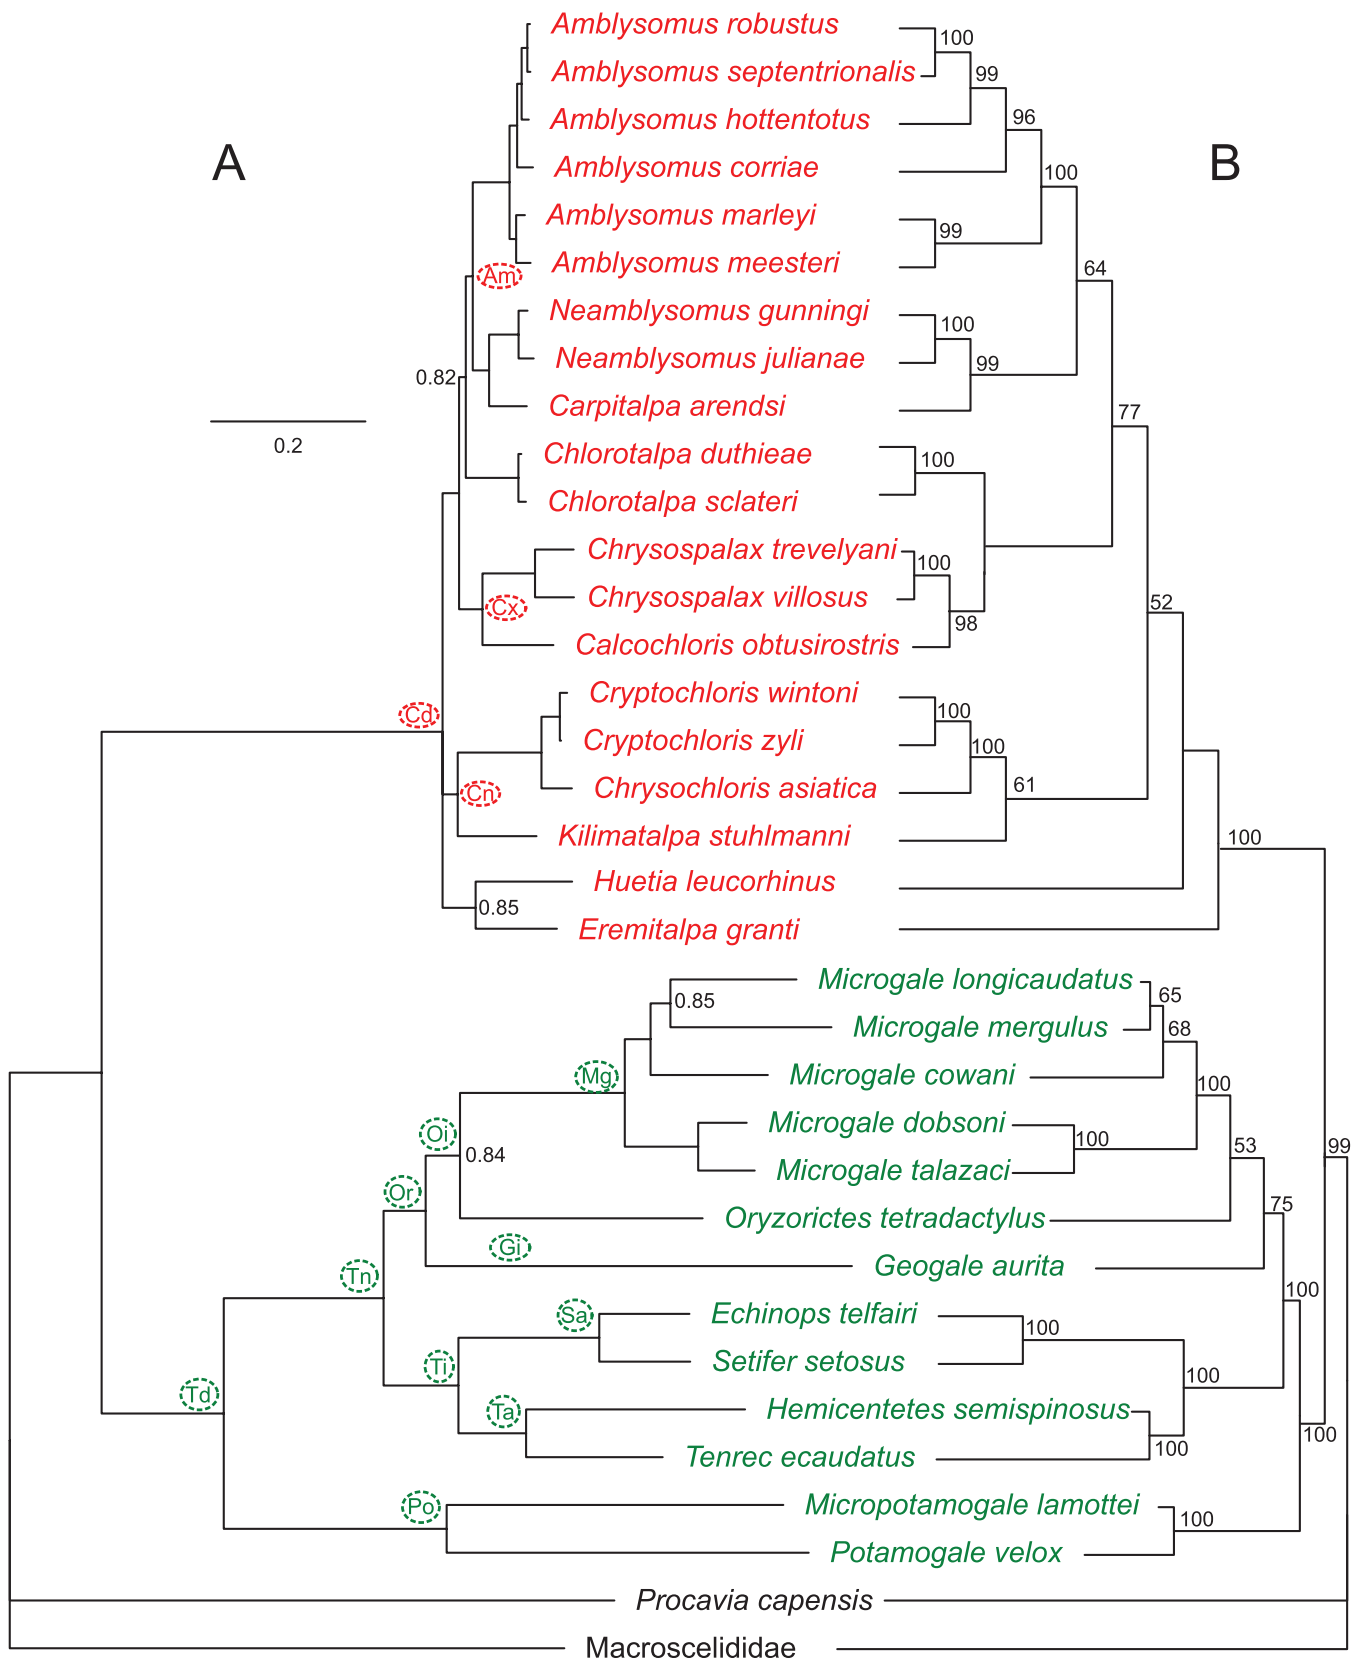 Amblysomus robustus
100
Amblysomus septentrionalis
99
Amblysomus hottentotus
96
A
Amblysomus corriae
B
100
Amblysomus marleyi
99
Amblysomus meesteri
64
Am
Neamblysomus gunningi
100
Neamblysomus julianae
99
0.82
Carpitalpa arendsi
77
0.2
Chlorotalpa duthieae
100
Chlorotalpa sclateri
Chrysospalax trevelyani
100
Chrysospalax villosus
52
Cx
98
Calcochloris obtusirostris
Cryptochloris wintoni
100
Cd
Cryptochloris zyli
100
Chrysochloris asiatica
61
Cn
Kilimatalpa stuhlmanni
100
Huetia leucorhinus
0.85
Eremitalpa granti
Microgale longicaudatus
65
0.85
Microgale mergulus
68
Microgale cowani
100
Mg
Microgale dobsoni
100
Oi
0.84
53
99
Microgale talazaci
Or
75
Oryzorictes tetradactylus
Gi
Geogale aurita
Tn
100
Echinops telfairi
100
Sa
Setifer setosus
100
Ti
Td
Hemicentetes semispinosus
Ta
100
100
Tenrec ecaudatus
Micropotamogale lamottei
100
Po
Potamogale velox
Procavia capensis
Macroscelididae